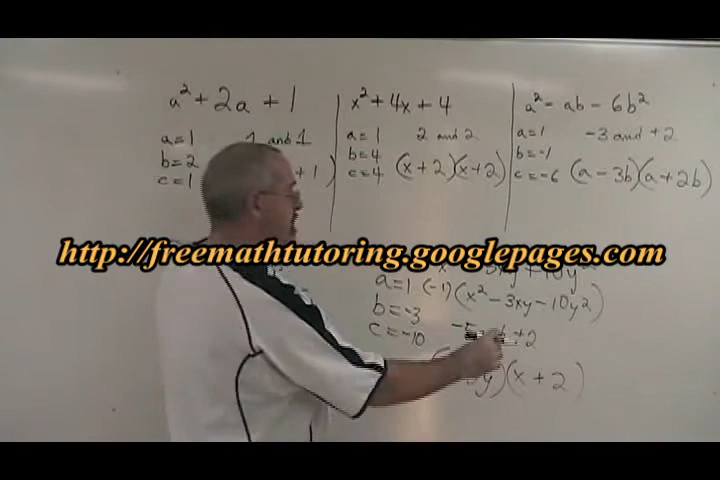 a² + 2a + 1
a=1 1 and 1
b=2
c=1 + 1)
x² + 4x + 4
a=1 2 and 2
b=4
c=4 (x + 2)(x + 2)
a² - ab - 6b²
a=1 -3 and +2
b=-1
c=-6 (a - 3b)(a + 2b)
http://freemathtutoring.googlepages.com
a=1 (-1)(x² - 3xy - 10y²)
b=-3
c=-10
+2
y)(x + 2 )